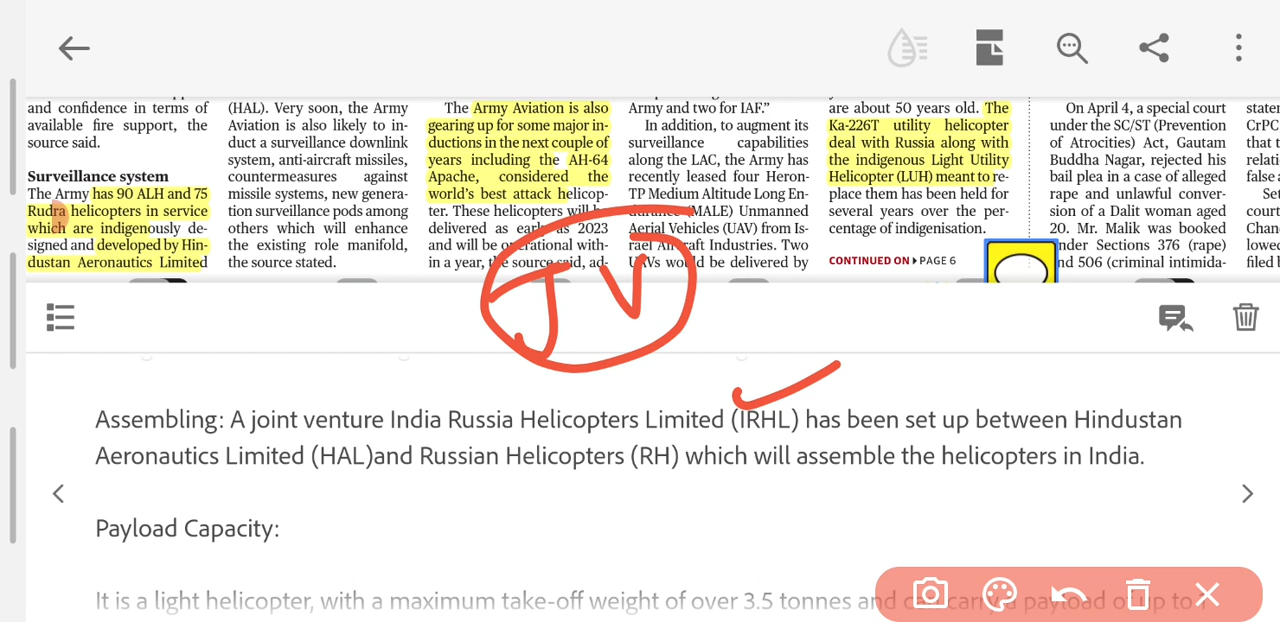 and confidence in terms of
available fire support, the
source said.
Surveillance system
The Army has 90 ALH and 75
Rudra helicopters in service
which are indigenously de-
signed and developed by Hin-
dustan Aeronautics Limited
(HAL). Very soon, the Army
Aviation is also likely to in-
duct a surveillance downlink
system, anti-aircraft missiles,
countermeasures against
missile systems, new genera-
tion surveillance pods among
others which will enhance
the existing role manifold,
the source stated.
The Army Aviation is also
gearing up for some major in-
ductions in the next couple of
years including the AH-64
Apache, considered the
world's best attack helicop-
ter. These helicopters will be
delivered as early as 2023
and will be operational with-
in a year, the source said, ad-
Army and two for IAF."
In addition, to augment its
surveillance capabilities
along the LAC, the Army has
recently leased four Heron-
TP Medium Altitude Long En-
durance (MALE) Unmanned
Aerial Vehicles (UAV) from Is-
rael Aircraft Industries. Two
UAVs would be delivered by
are about 50 years old. The
Ka-226T utility helicopter
deal with Russia along with
the indigenous Light Utility
Helicopter (LUH) meant to re-
place them has been held for
several years over the per-
centage of indigenisation.
CONTINUED ON ▸ PAGE 6
On April 4, a special court
under the SC/ST (Prevention
of Atrocities) Act, Gautam
Buddha Nagar, rejected his
bail plea in a case of alleged
rape and unlawful conver-
sion of a Dalit woman aged
20. Mr. Malik was booked
under Sections 376 (rape)
and 506 (criminal intimida-
JV
Assembling: A joint venture India Russia Helicopters Limited (IRHL) has been set up between Hindustan
Aeronautics Limited (HAL)and Russian Helicopters (RH) which will assemble the helicopters in India.
Payload Capacity:
It is a light helicopter, with a maximum take-off weight of over 3.5 tonnes and can carry a payload of up to